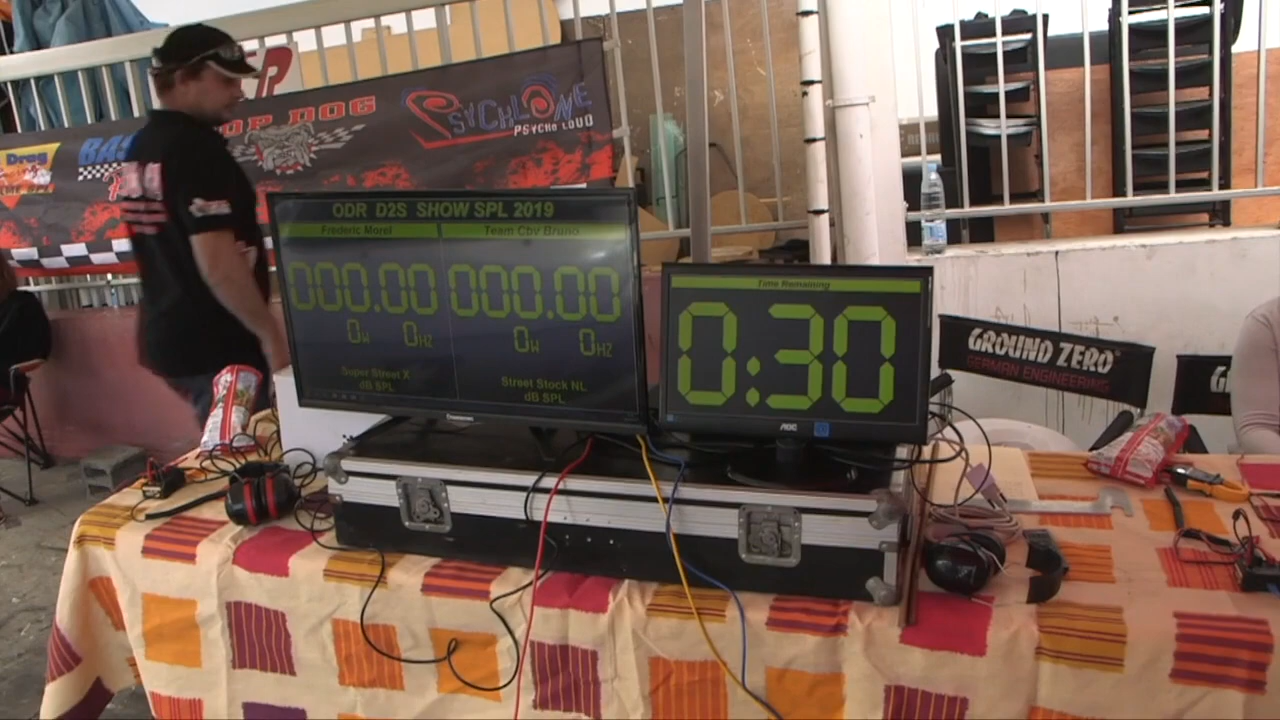 R
Drag
BAS
TOP DOG
PSYCHLONE
PSYCHO LOUD
ODR D2S SHOW SPL 2019
Frederic Morel
Team Cbv Bruno
000.00
000.00
0W 0HZ
0W 0HZ
Super Street X
dB SPL
Street Stock NL
dB SPL
Time Remaining
0:30
AOC
GROUND ZERO®
GERMAN ENGINEERING
G